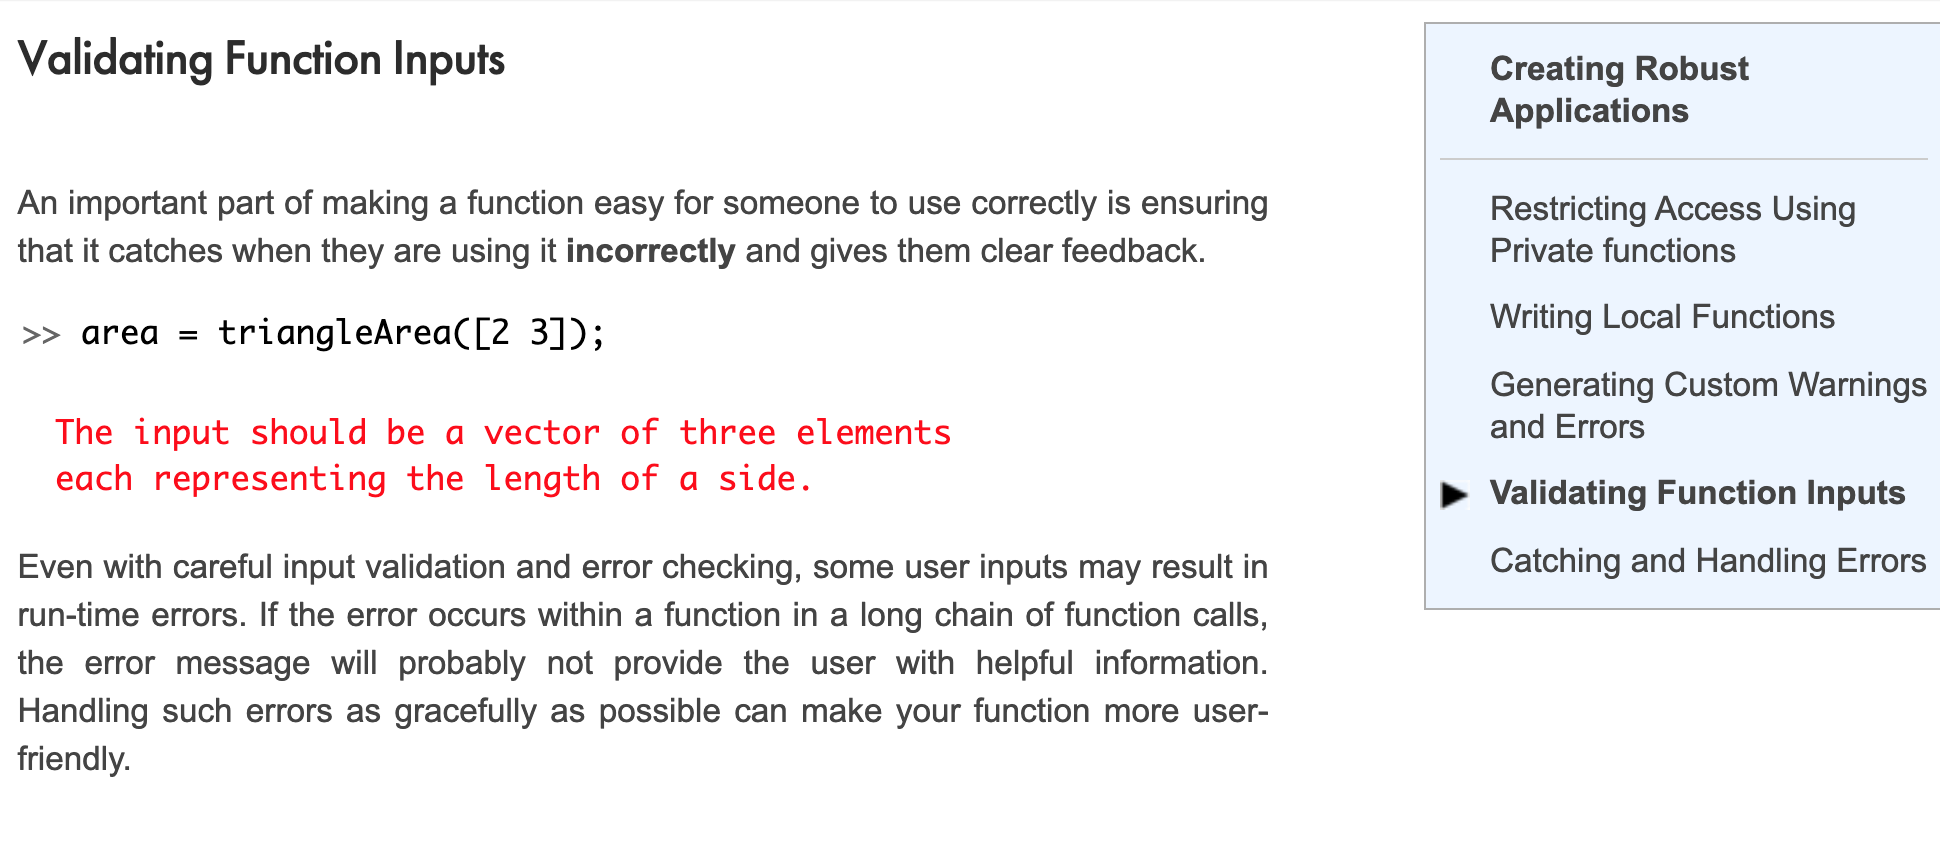 Validating Function Inputs
An important part of making a function easy for someone to use correctly is ensuring
that it catches when they are using it incorrectly and gives them clear feedback.
>> area = triangleArea([2 3]);
The input should be a vector of three elements
each representing the length of a side.
Even with careful input validation and error checking, some user inputs may result in
run-time errors. If the error occurs within a function in a long chain of function calls,
the error message will probably not provide the user with helpful information.
Handling such errors as gracefully as possible can make your function more user-
friendly.
Creating Robust
Applications
Restricting Access Using
Private functions
Writing Local Functions
Generating Custom Warnings
and Errors
Validating Function Inputs
Catching and Handling Errors